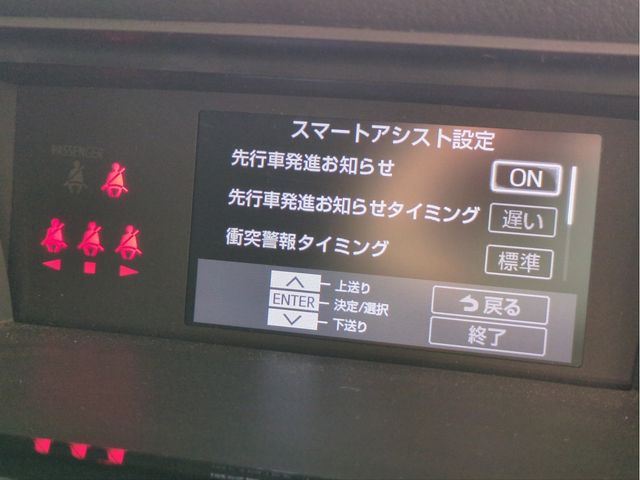 スマートアシスト設定
PASSENGER
先行車発進お知らせ ON
先行車発進お知らせタイミング 遅い
衝突警報タイミング 標準
上送り
ENTER 決定/選択
下送り
戻る
終了